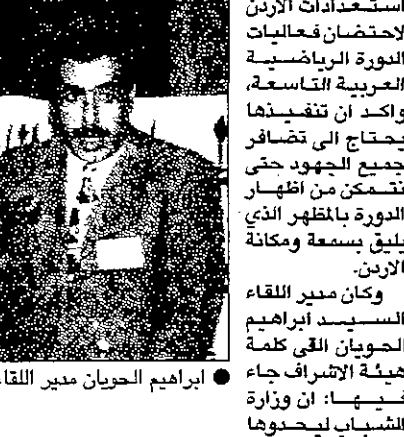 استعدادات الاردن
لاحتضان فعاليات
الدورة الرياضية
العربية التاسعة،
واكد ان تنفيذها
يحتاج الى تضافر
جميع الجهود حتى
نتمكن من اظهار
الدورة بالمظهر الذي
يليق بسمعة ومكانة
الاردن.
وكان مدير اللقاء
السيد ابراهيم
الحويان القى كلمة
هيئة الاشراف جاء
فيها: ان وزارة
الشباب ليحدوها
● ابراهيم الحويان مدير اللقاء